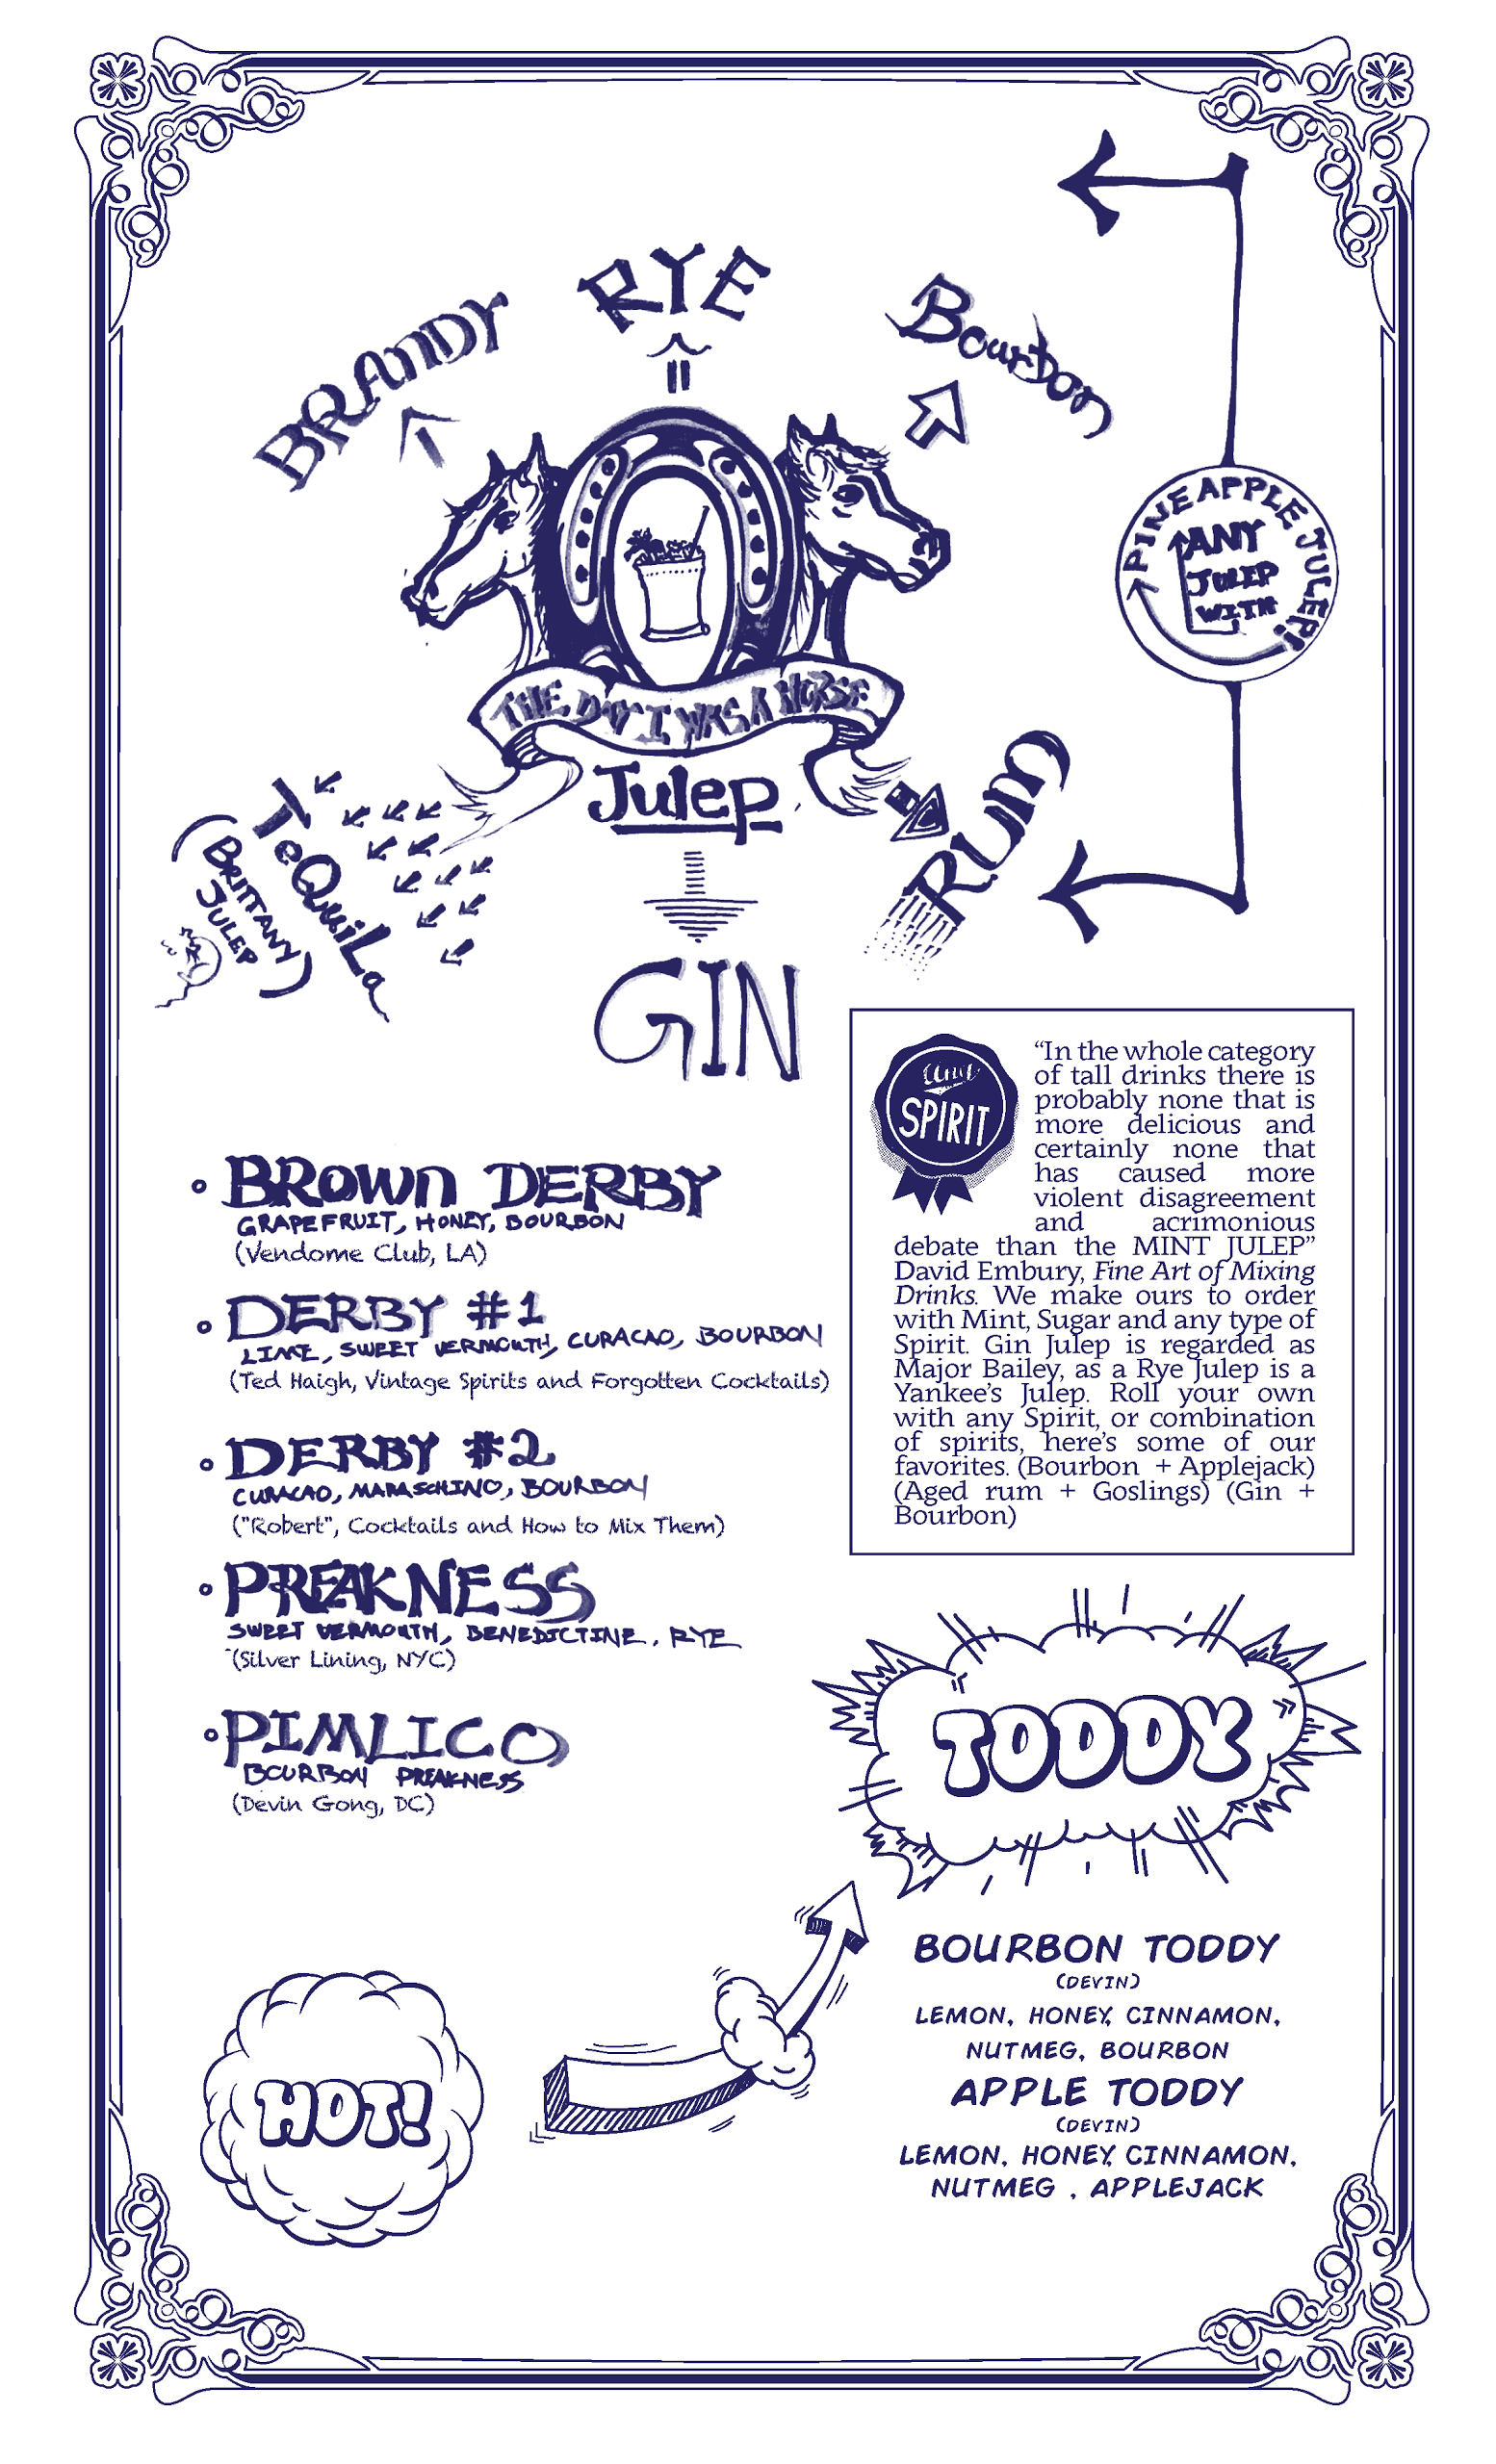 BRANDY
RYE
Bourbon
PINEAPPLE JULEP!
ANY
JULEP
WITH
THE DAY I WAS A HORSE
Julep
TeQuiLa
(BRITTANY
JULEP)
RUM
GIN
and
SPIRIT
“In the whole category
of tall drinks there is
probably none that is
more delicious and
certainly none that
has caused more
violent disagreement
and acrimonious
debate than the MINT JULEP”
David Embury, Fine Art of Mixing
Drinks. We make ours to order
with Mint, Sugar and any type of
Spirit. Gin Julep is regarded as
Major Bailey, as a Rye Julep is a
Yankee’s Julep. Roll your own
with any Spirit, or combination
of spirits, here’s some of our
favorites. (Bourbon + Applejack)
(Aged rum + Goslings) (Gin +
Bourbon)
BROWN DERBY
GRAPEFRUIT, HONEY, BOURBON
(Vendome Club, LA)
DERBY #1
LIME, SWEET VERMOUTH, CURACAO, BOURBON
(Ted Haigh, Vintage Spirits and Forgotten Cocktails)
DERBY #2
CURACAO, MARASCHINO, BOURBON
("Robert", Cocktails and How to Mix Them)
PREAKNESS
SWEET VERMOUTH, BENEDICTINE, RYE
(Silver Lining, NYC)
PIMLICO
BOURBON PREAKNESS
(Devin Gong, DC)
HOT!
TODDY
BOURBON TODDY
(DEVIN)
LEMON, HONEY, CINNAMON,
NUTMEG, BOURBON
APPLE TODDY
(DEVIN)
LEMON, HONEY, CINNAMON,
NUTMEG , APPLEJACK